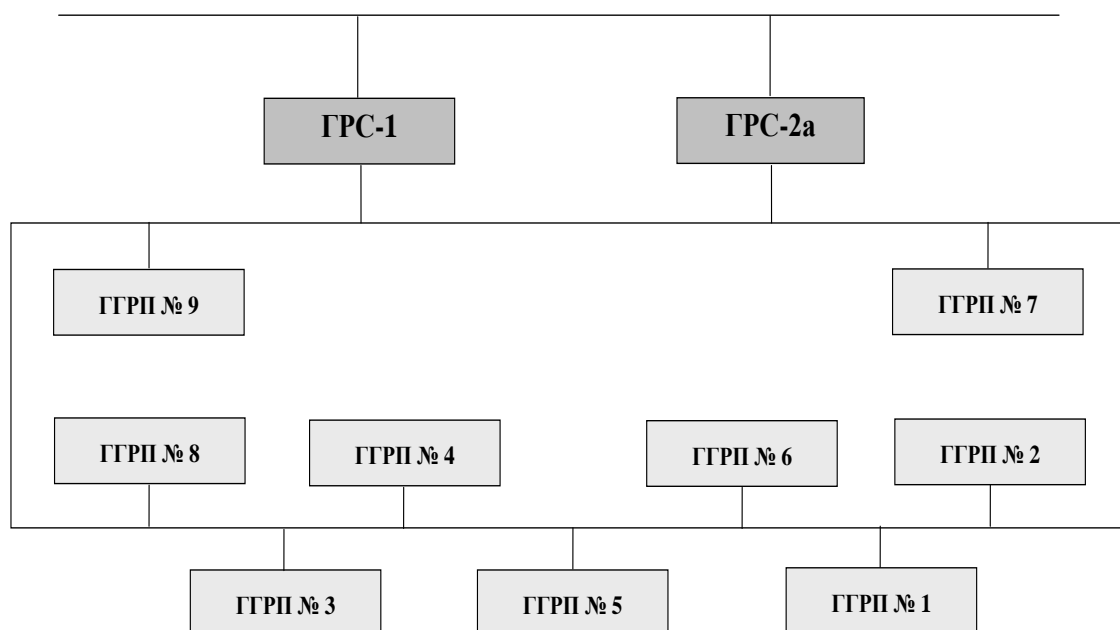 ГРС-1
ГРС-2а
ГГРП № 9
ГГРП № 7
ГГРП № 8
ГГРП № 4
ГГРП № 6
ГГРП № 2
ГГРП № 3
ГГРП № 5
ГГРП № 1